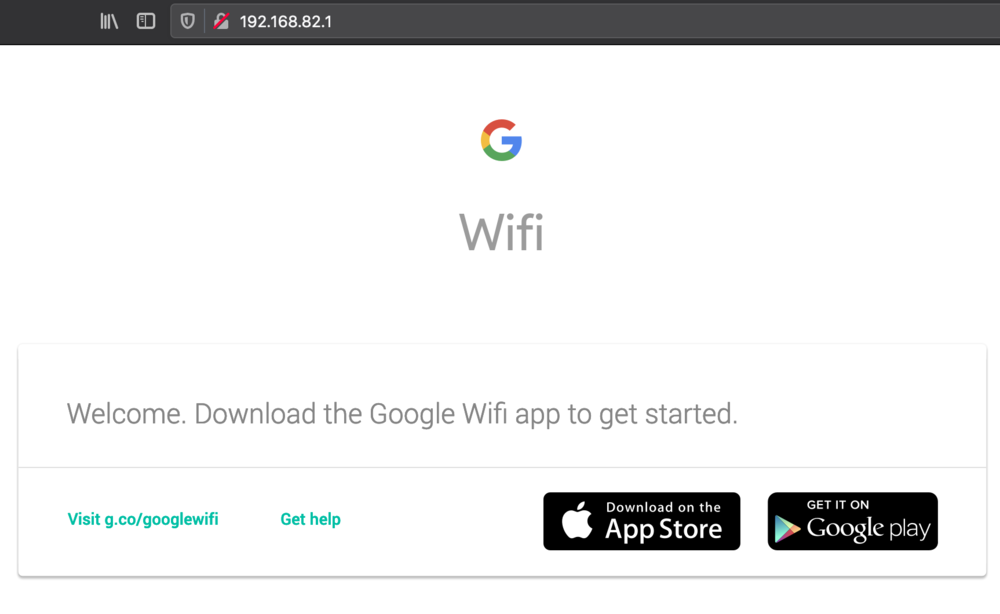 192.168.82.1
Wifi
Welcome. Download the Google Wifi app to get started.
Visit g.co/googlewifi
Get help
Download on the
App Store
GET IT ON
Google play